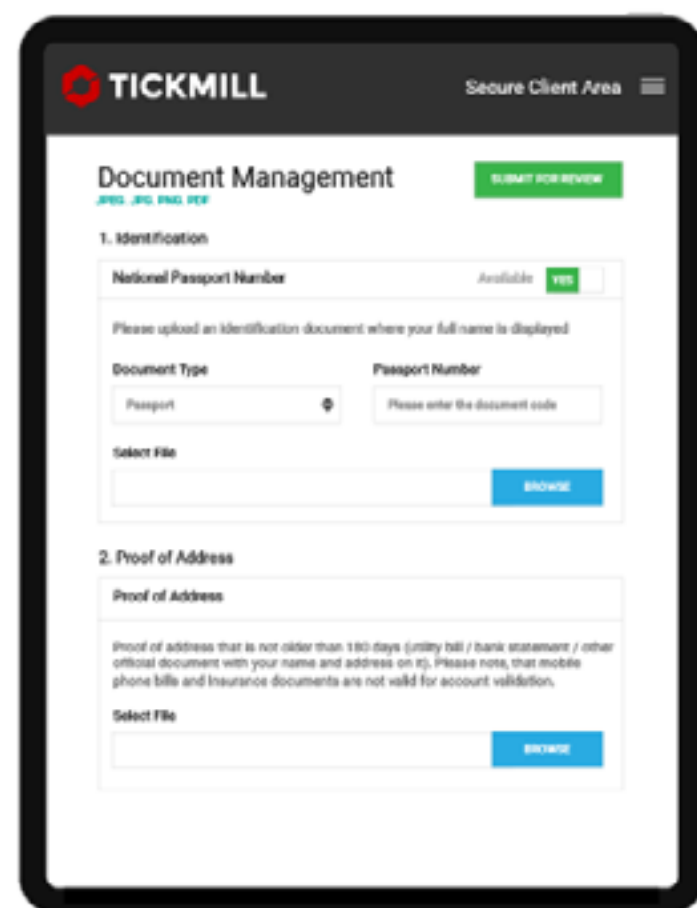 TICKMILL
Secure Client Area
Document Management
SUBMIT FOR REVIEW
JPEG, JPG, PNG, PDF
1. Identification
National Passport Number
Available YES
Please upload an identification document where your full name is displayed
Document Type
Passport Number
Passport
Please enter the document code
Select File
BROWSE
2. Proof of Address
Proof of Address
Proof of address that is not older than 180 days (utility bill / bank statement / other
official document with your name and address on it). Please note, that mobile
phone bills and Insurance documents are not valid for account validation.
Select File
BROWSE